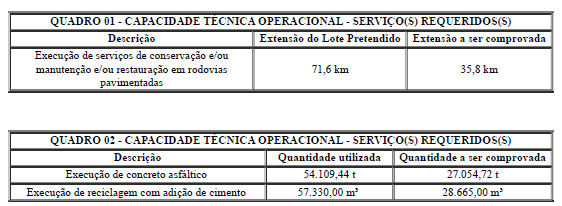 QUADRO 01 - CAPACIDADE TÉCNICA OPERACIONAL - SERVIÇO(S) REQUERIDOS(S)
Descrição Extensão do Lote Pretendido Extensão a ser comprovada
Execução de serviços de conservação e/ou
manutenção e/ou restauração em rodovias
pavimentadas
71,6 km 35,8 km
QUADRO 02 - CAPACIDADE TÉCNICA OPERACIONAL - SERVIÇO(S) REQUERIDOS(S)
Descrição Quantidade utilizada Quantidade a ser comprovada
Execução de concreto asfáltico 54.109,44 t 27.054,72 t
Execução de reciclagem com adição de cimento 57.330,00 m³ 28.665,00 m³